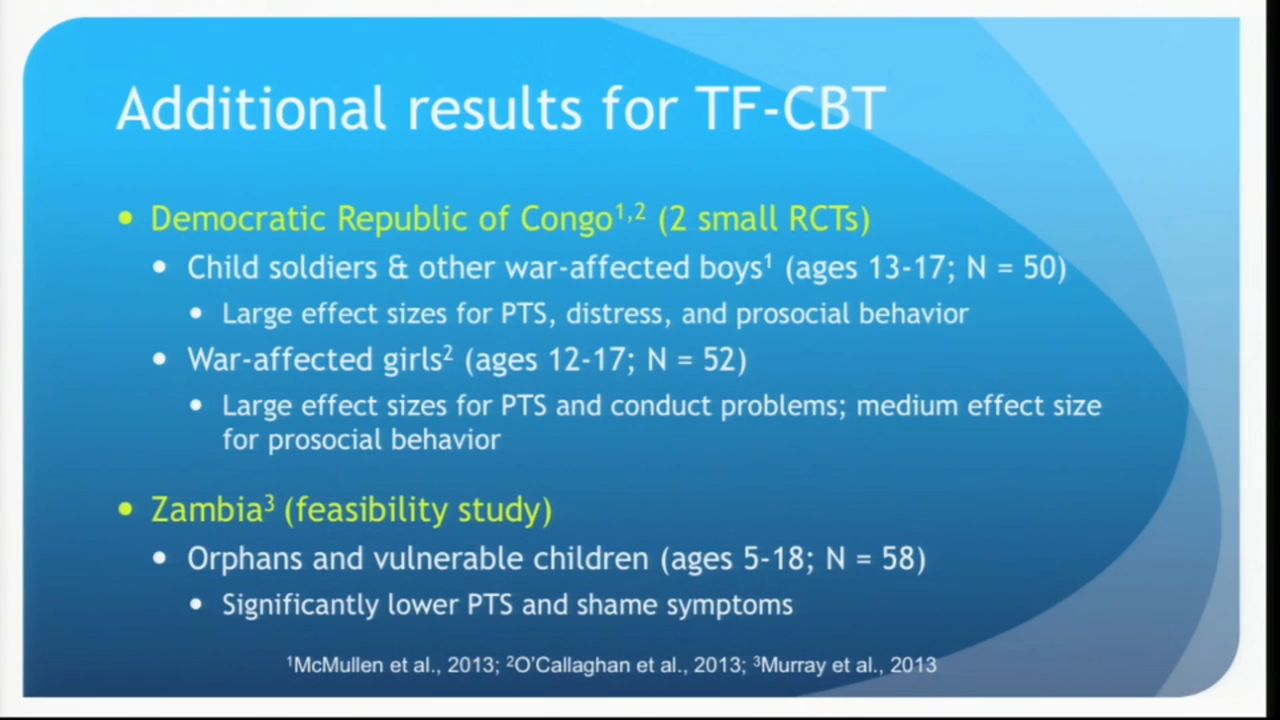 Additional results for TF-CBT
• Democratic Republic of Congo¹,² (2 small RCTs)
• Child soldiers & other war-affected boys¹ (ages 13-17; N = 50)
• Large effect sizes for PTS, distress, and prosocial behavior
• War-affected girls² (ages 12-17; N = 52)
• Large effect sizes for PTS and conduct problems; medium effect size
for prosocial behavior
• Zambia³ (feasibility study)
• Orphans and vulnerable children (ages 5-18; N = 58)
• Significantly lower PTS and shame symptoms
¹McMullen et al., 2013; ²O'Callaghan et al., 2013; ³Murray et al., 2013